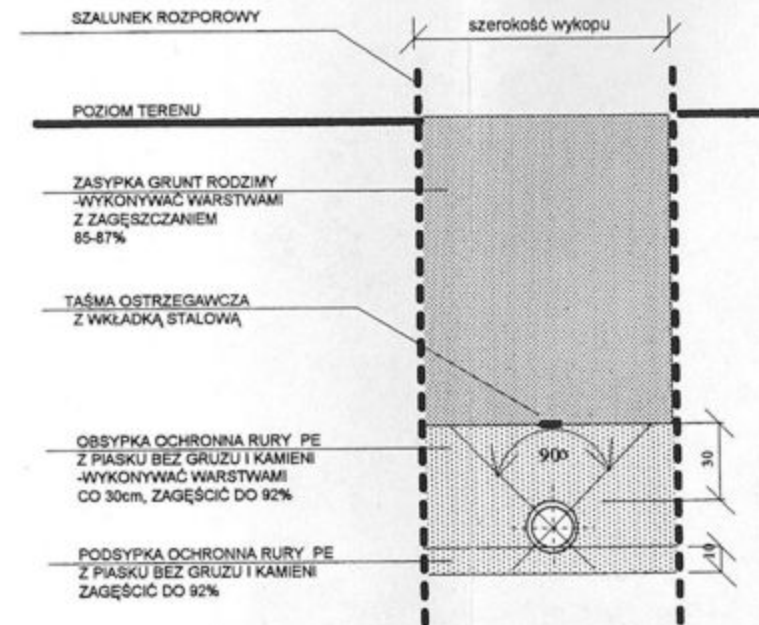 SZALUNEK ROZPOROWY
szerokość wykopu
POZIOM TERENU
ZASYPKA GRUNT RODZIMY
-WYKONYWAĆ WARSTWAMI
Z ZAGĘSZCZANIEM
85-87%
TAŚMA OSTRZEGAWCZA
Z WKŁADKĄ STALOWĄ
OBSYPKA OCHRONNA RURY PE
Z PIASKU BEZ GRUZU I KAMIENI
-WYKONYWAĆ WARSTWAMI
CO 30cm, ZAGĘŚCIĆ DO 92%
90º
30
PODSYPKA OCHRONNA RURY PE
Z PIASKU BEZ GRUZU I KAMIENI
ZAGĘŚCIĆ DO 92%
10